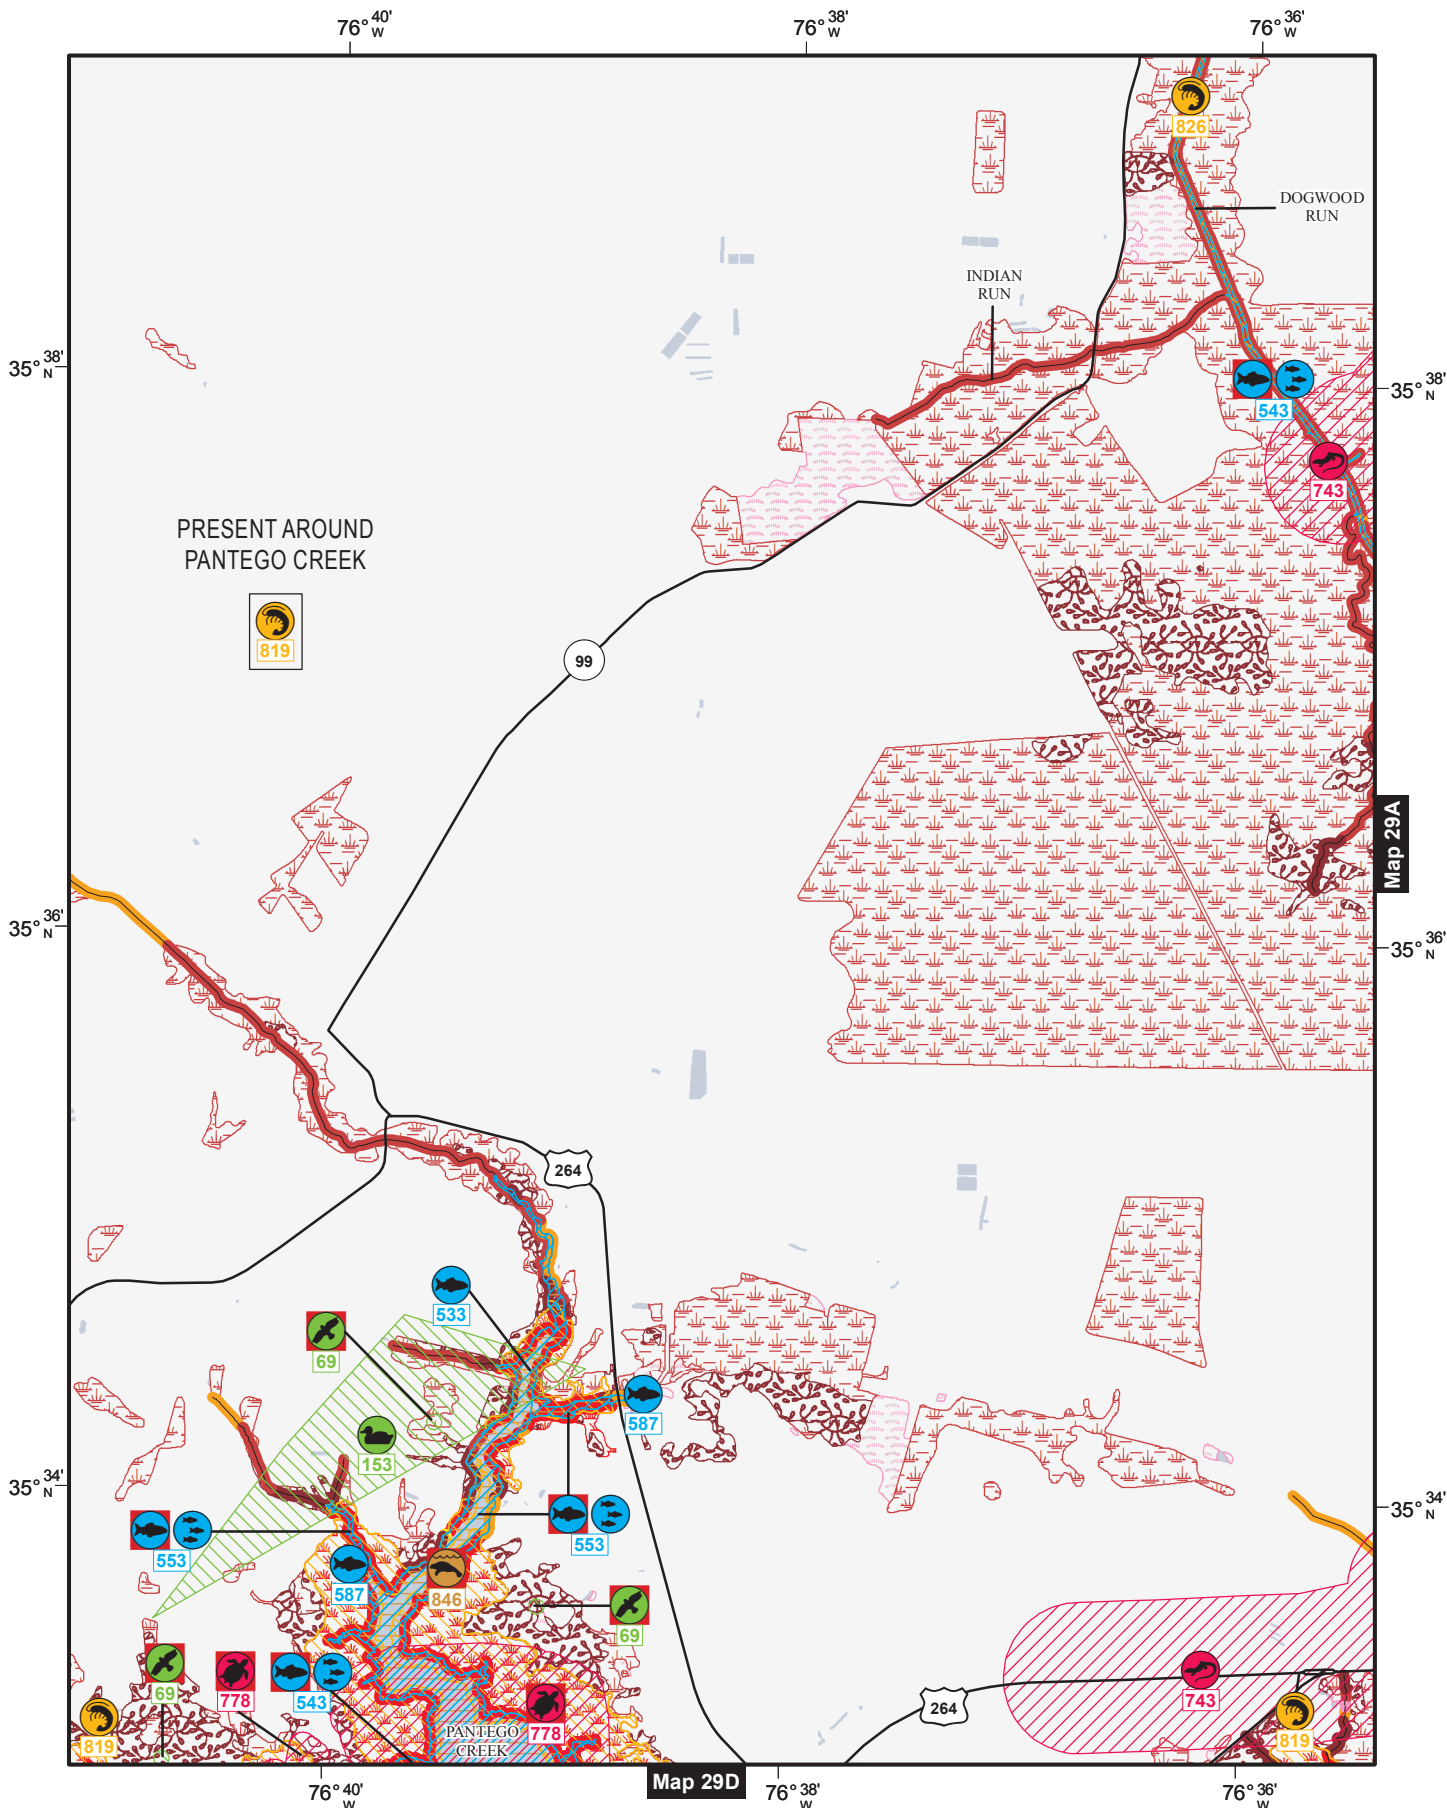 76° 40' W
76° 38' W
76° 36' W
826
DOGWOOD
RUN
INDIAN
RUN
35° 38' N
35° 38' N
543
743
PRESENT AROUND
PANTEGO CREEK
819
99
Map 29A
35° 36' N
35° 36' N
264
533
69
587
153
35° 34' N
35° 34' N
553
553
587
846
69
69
778
543
743
778
264
PANTEGO
CREEK
819
819
Map 29D
76° 40' W
76° 38' W
76° 36' W